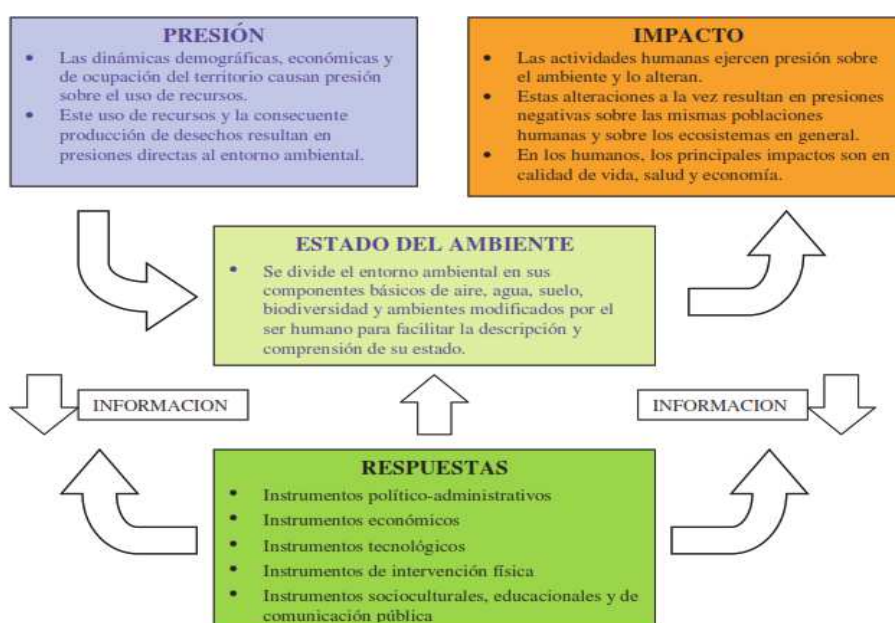 PRESIÓN
• Las dinámicas demográficas, económicas y
de ocupación del territorio causan presión
sobre el uso de recursos.
• Este uso de recursos y la consecuente
producción de desechos resultan en
presiones directas al entorno ambiental.
IMPACTO
• Las actividades humanas ejercen presión sobre
el ambiente y lo alteran.
• Estas alteraciones a la vez resultan en presiones
negativas sobre las mismas poblaciones
humanas y sobre los ecosistemas en general.
• En los humanos, los principales impactos son en
calidad de vida, salud y economía.
ESTADO DEL AMBIENTE
• Se divide el entorno ambiental en sus
componentes básicos de aire, agua, suelo,
biodiversidad y ambientes modificados por el
ser humano para facilitar la descripción y
comprensión de su estado.
INFORMACION
INFORMACION
RESPUESTAS
• Instrumentos político-administrativos
• Instrumentos económicos
• Instrumentos tecnológicos
• Instrumentos de intervención física
• Instrumentos socioculturales, educacionales y de
comunicación pública